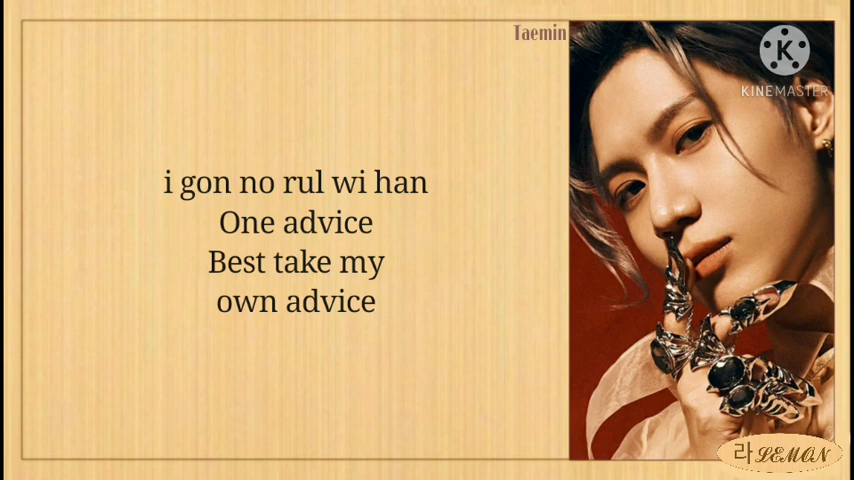 Taemin
KINEMASTER
i gon no rul wi han
One advice
Best take my
own advice
라 LEMON